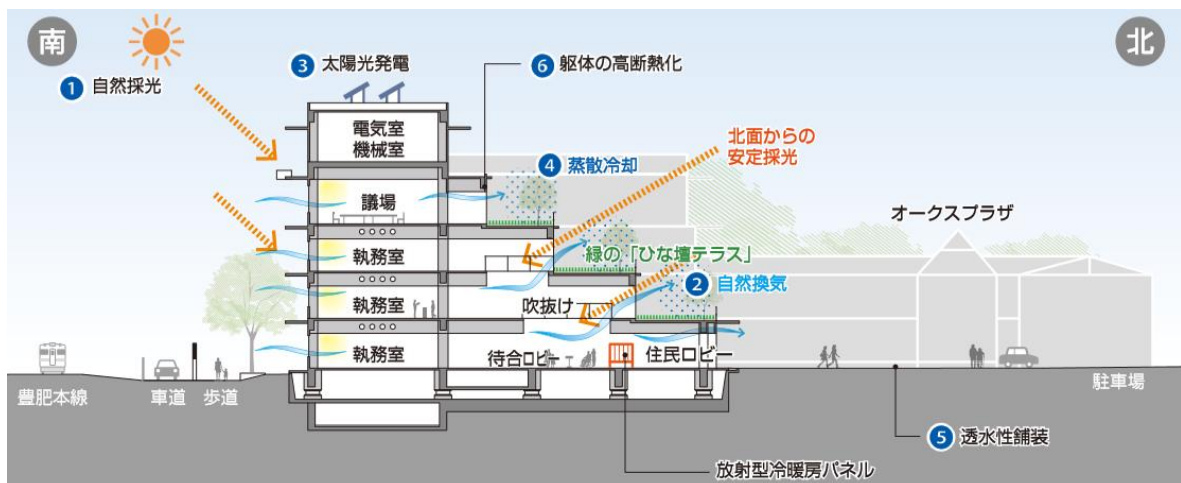 南
北
① 自然採光
③ 太陽光発電
⑥ 躯体の高断熱化
電気室
機械室
北面からの
安定採光
④ 蒸散冷却
議場
オークスプラザ
執務室
緑の「ひな壇テラス」
② 自然換気
執務室
吹抜け
執務室
待合ロビー
住民ロビー
豊肥本線
車道
歩道
駐車場
⑤ 透水性舗装
放射型冷暖房パネル